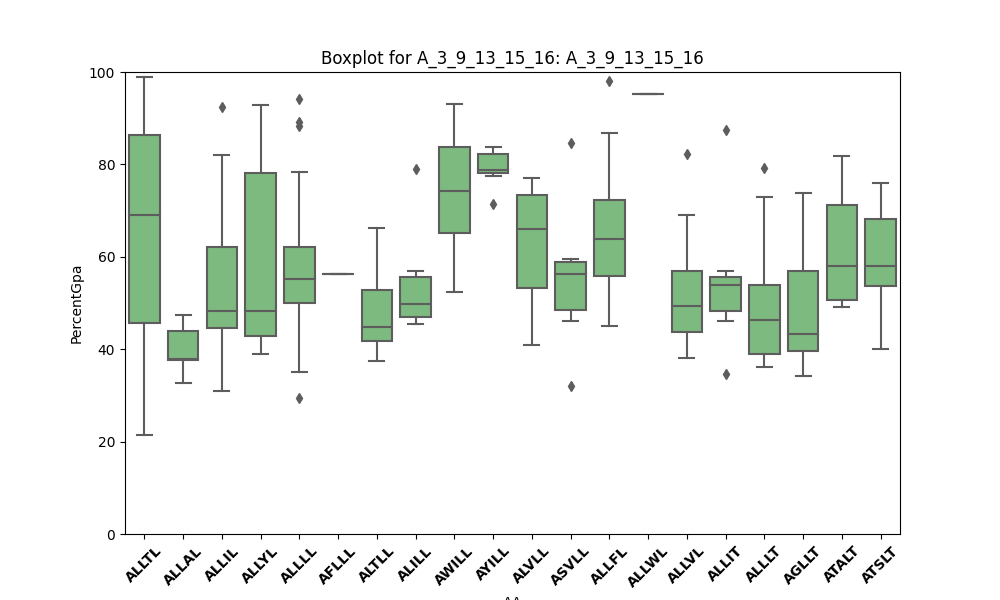 Boxplot for A_3_9_13_15_16: A_3_9_13_15_16
100
80
60
40
20
0
PercentGpa
ALLTL ALLAL ALLIL ALLYL ALLLL AFLLL ALTLL ALILL AWILL AYILL ALVLL ASVLL ALLFL ALLWL ALLVL ALLIT ALLLT AGLLT ATALT ATSLT